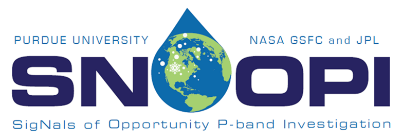 PURDUE UNIVERSITY NASA GSFC and JPL
SNOOPI
SigNals of Opportunity P-band Investigation